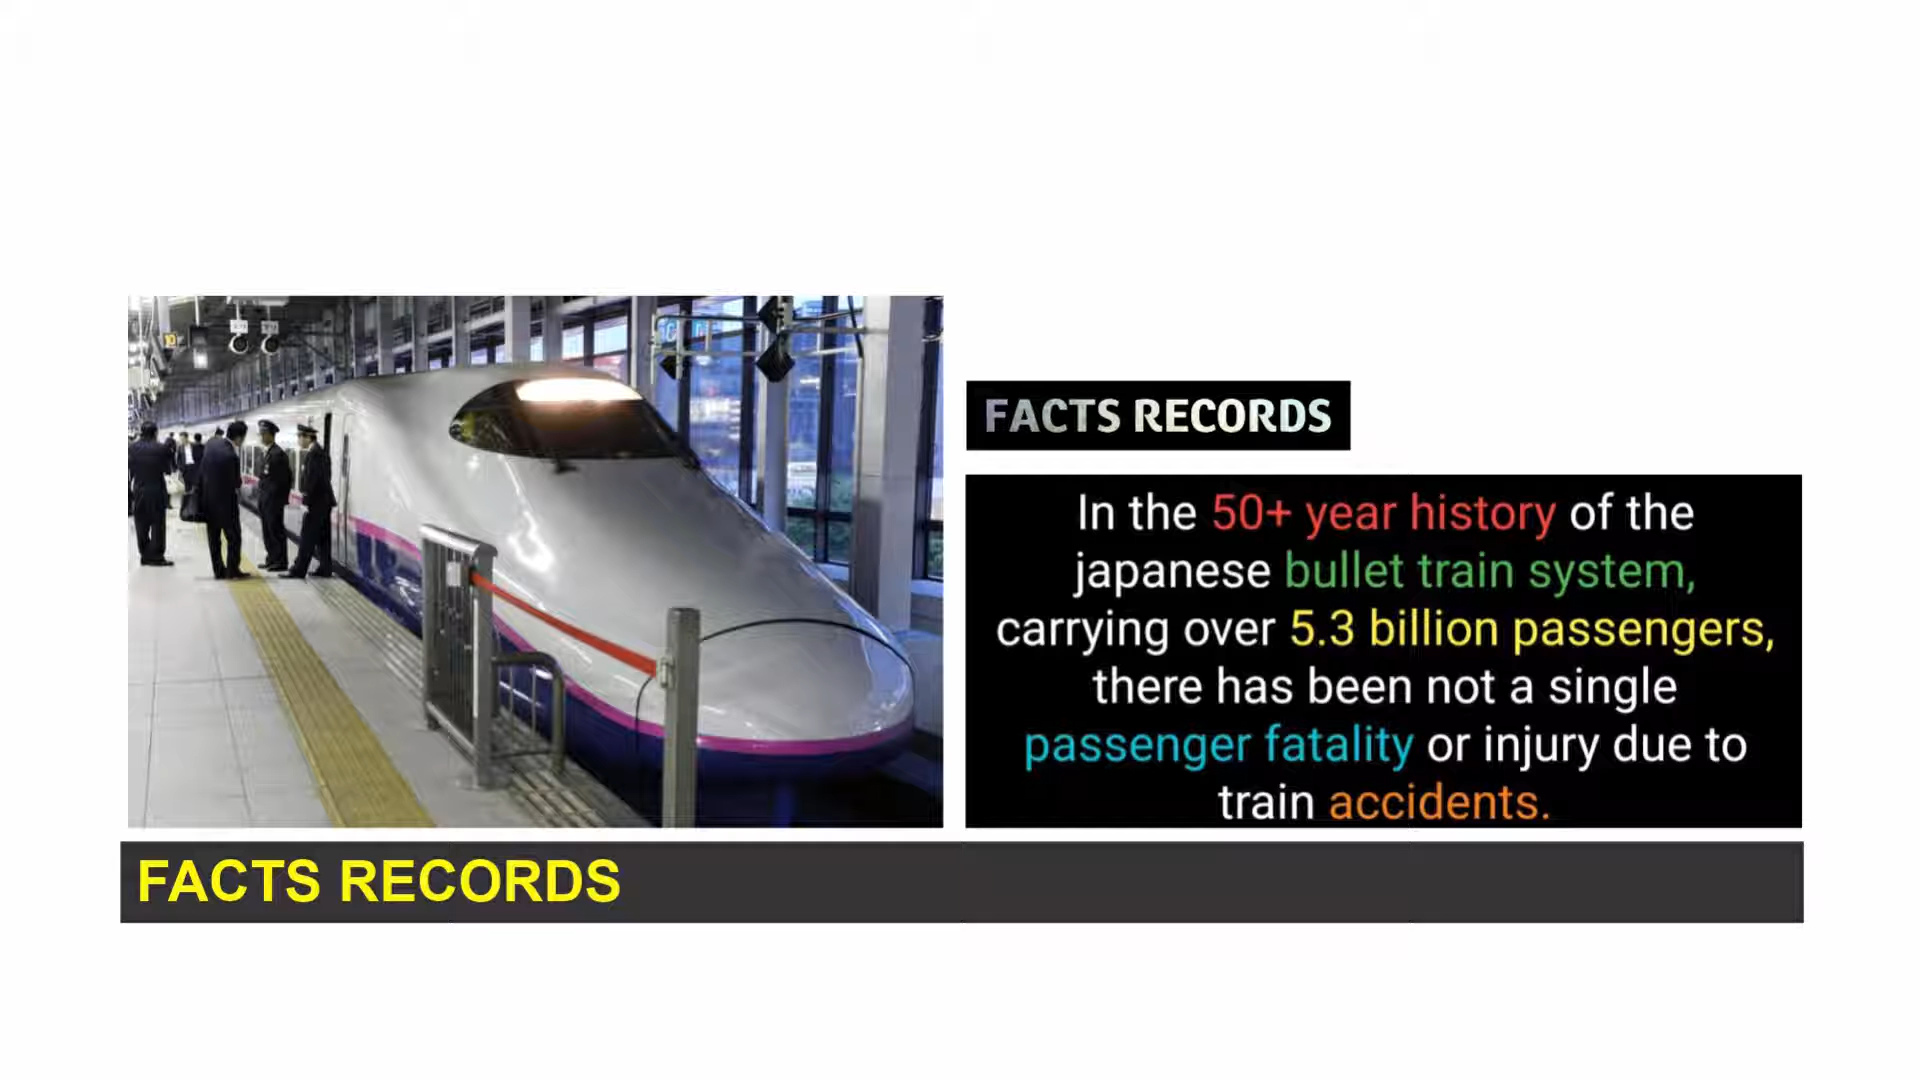 FACTS RECORDS
In the 50+ year history of the
japanese bullet train system,
carrying over 5.3 billion passengers,
there has been not a single
passenger fatality or injury due to
train accidents.
FACTS RECORDS